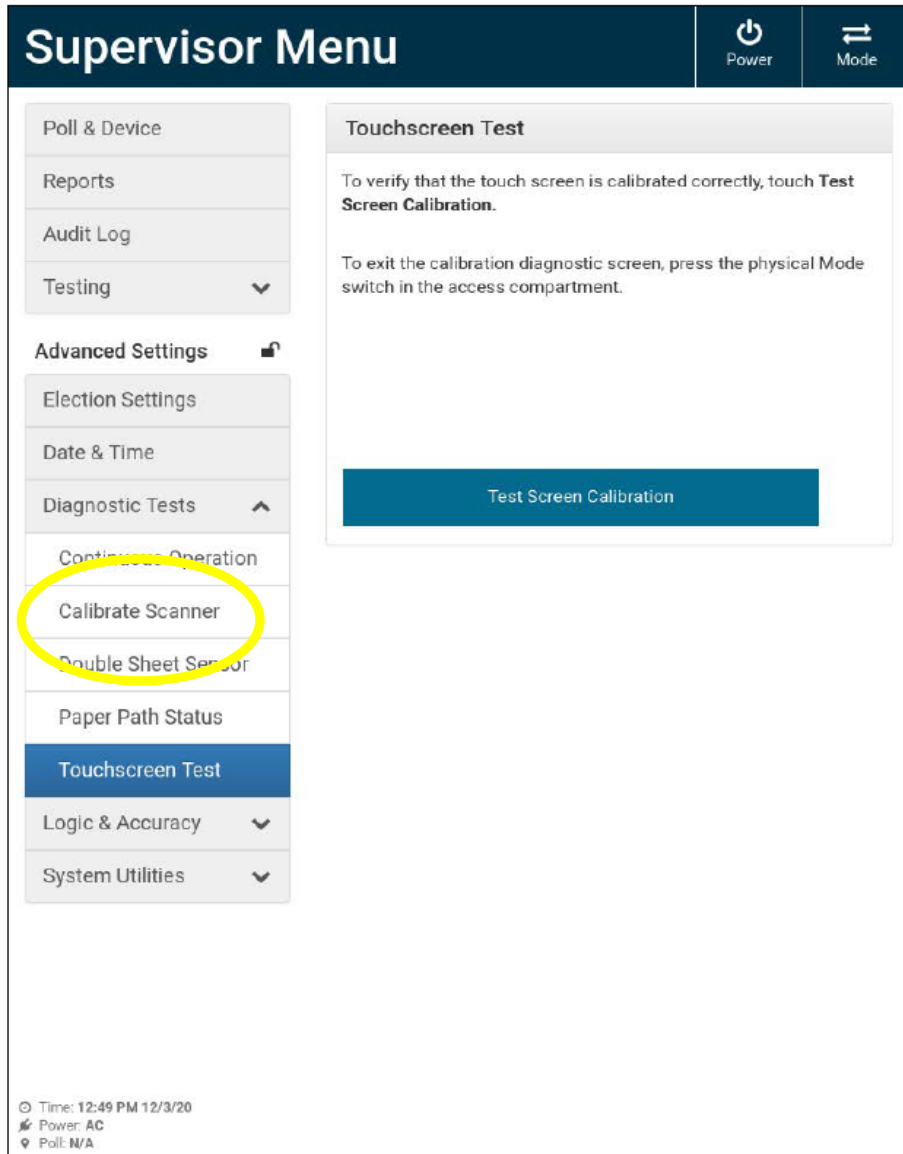 Supervisor Menu
Power
Mode
Poll & Device
Reports
Audit Log
Testing
Advanced Settings
Election Settings
Date & Time
Diagnostic Tests
Continuous Operation
Calibrate Scanner
Double Sheet Sensor
Paper Path Status
Touchscreen Test
Logic & Accuracy
System Utilities
Touchscreen Test
To verify that the touch screen is calibrated correctly, touch Test
Screen Calibration.
To exit the calibration diagnostic screen, press the physical Mode
switch in the access compartment.
Test Screen Calibration
Time: 12:49 PM 12/3/20
Power: AC
Poll: N/A